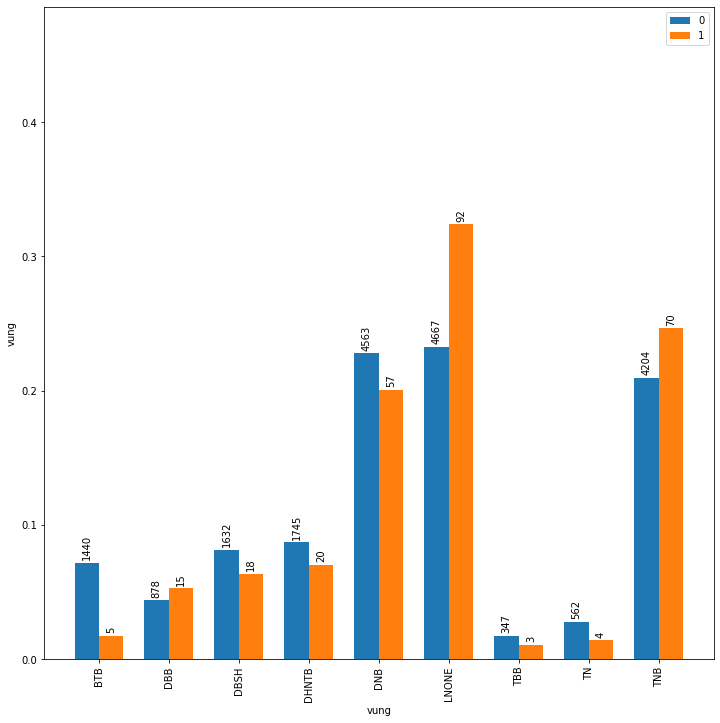 0
1
0.4
0.3
0.2
0.1
0.0
vung
1440
5
878
15
1632
18
1745
20
4563
57
4667
92
347
3
562
4
4204
70
BTB
DBB
DBSH
DHNTB
DNB
LNONE
TBB
TN
TNB
vung